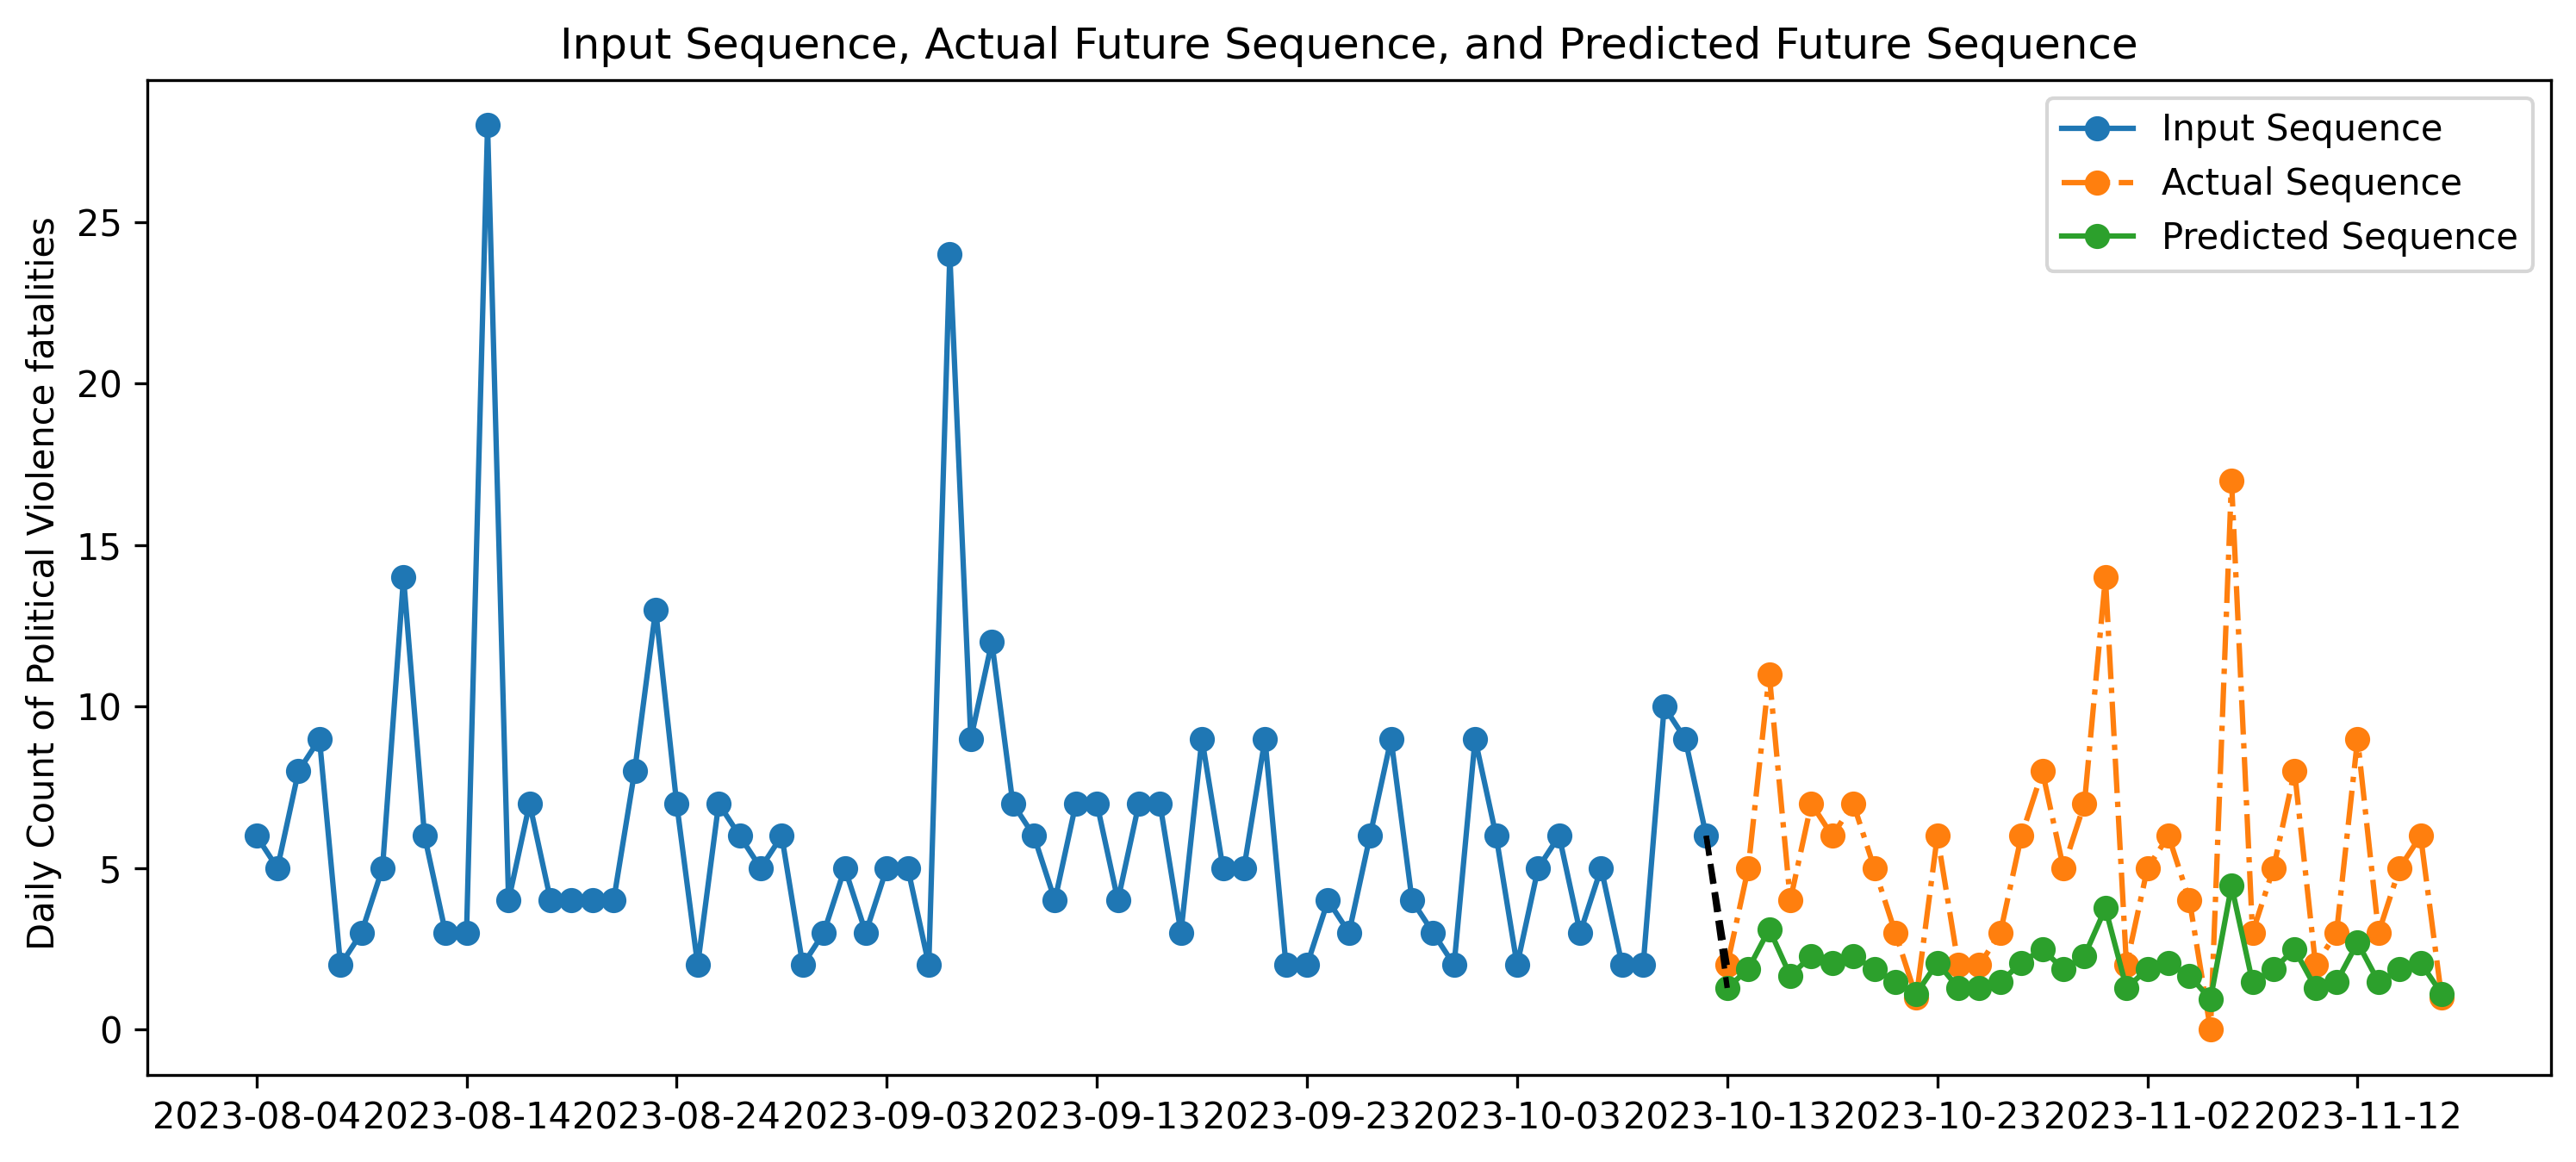 Input Sequence, Actual Future Sequence, and Predicted Future Sequence
Daily Count of Political Violence fatalities
25
20
15
10
5
0
Input Sequence
Actual Sequence
Predicted Sequence
2023-08-04 2023-08-14 2023-08-24 2023-09-03 2023-09-13 2023-09-23 2023-10-03 2023-10-13 2023-10-23 2023-11-02 2023-11-12